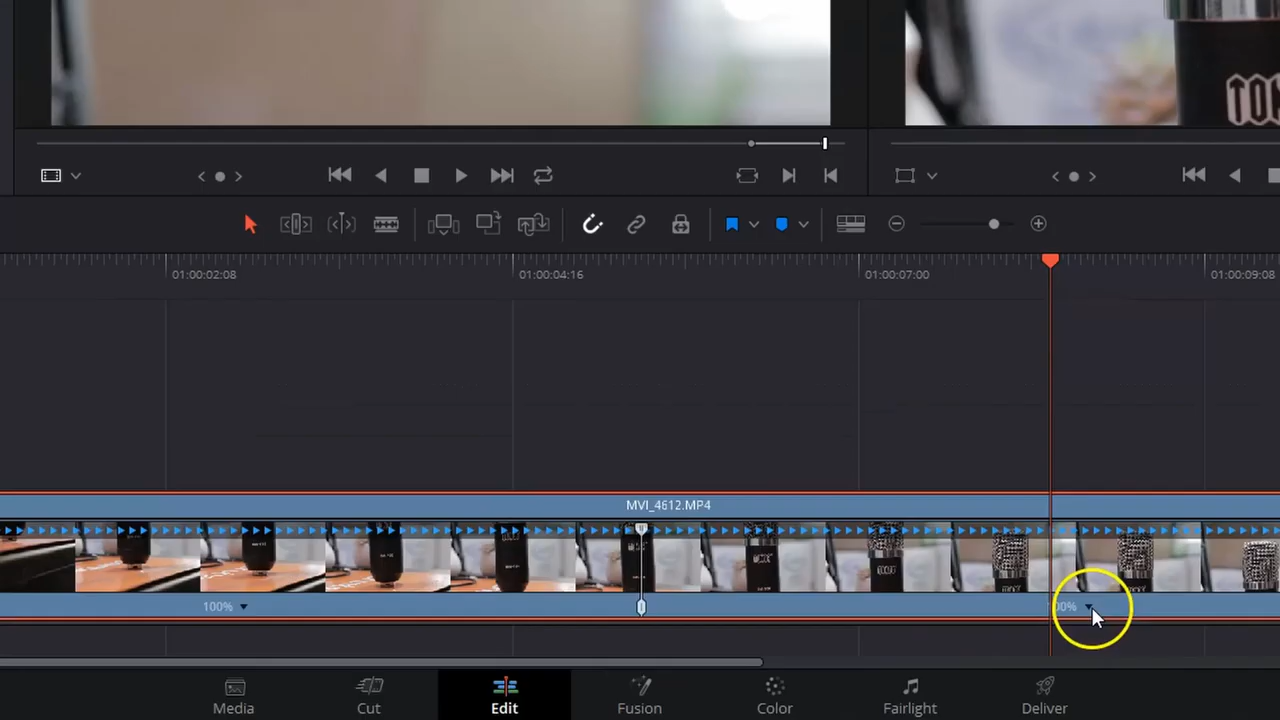 01:00:02:08
01:00:04:16
01:00:07:00
01:00:09:08
MVI_4612.MP4
100%
00%
Media
Cut
Edit
Fusion
Color
Fairlight
Deliver